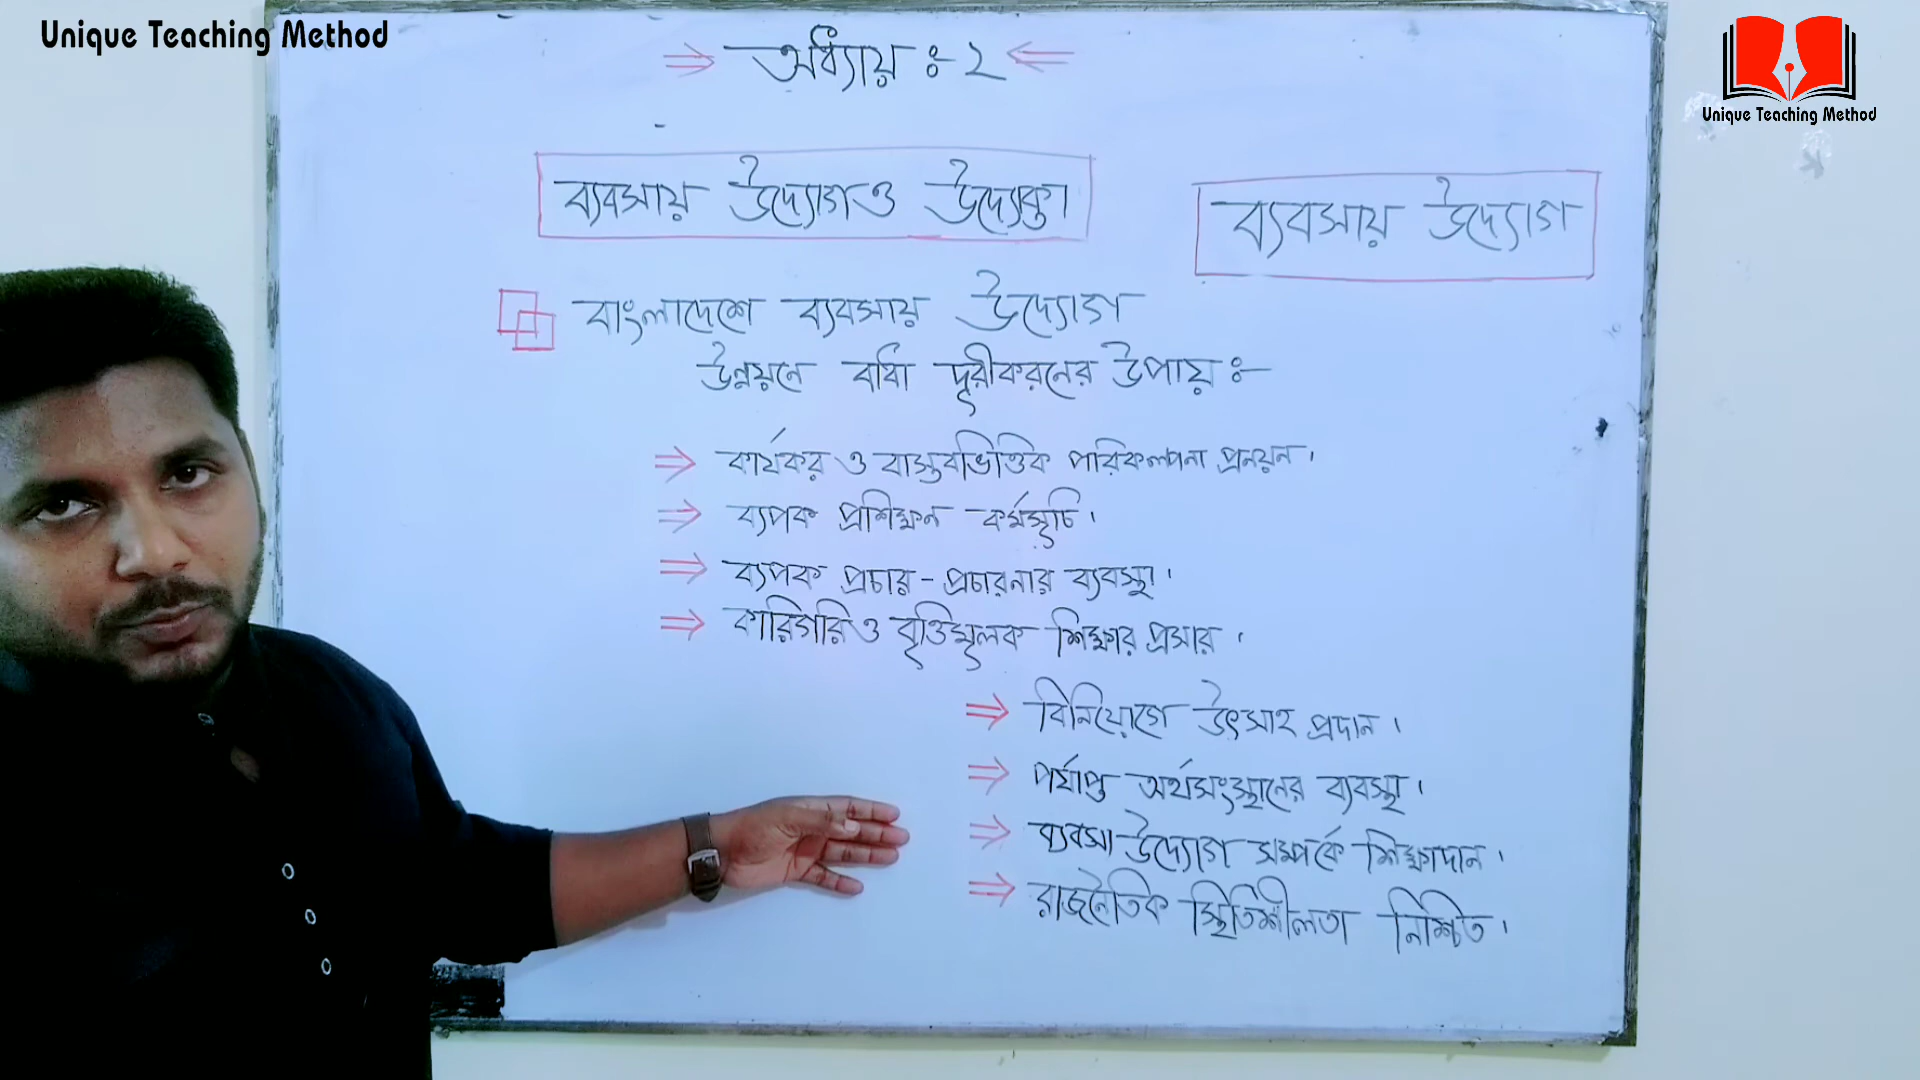 Unique Teaching Method
Unique Teaching Method
অধ্যায় ঃ- ২
ব্যবসায় উদ্যোগ ও উদ্যোক্তা
ব্যবসায় উদ্যোগ
বাংলাদেশে ব্যবসায় উদ্যোগ
উন্নয়নে বাধা দূরীকরনের উপায় ঃ-
⇒ কার্যকর ও বাস্তবভিত্তিক পরিকল্পনা প্রনয়ন।
⇒ ব্যপক প্রশিক্ষন কর্মসূচি।
⇒ ব্যপক প্রচার - প্রচারনার ব্যবস্থা।
⇒ কারিগরি ও বৃত্তিমূলক শিক্ষার প্রসার।
⇒ বিনিয়োগে উৎসাহ প্রদান।
⇒ পর্যাপ্ত অর্থসংস্থানের ব্যবস্থা।
⇒ ব্যবসা উদ্যোগ সম্পর্কে শিক্ষাদান।
⇒ রাজনৈতিক স্থিতিশীলতা নিশ্চিত।